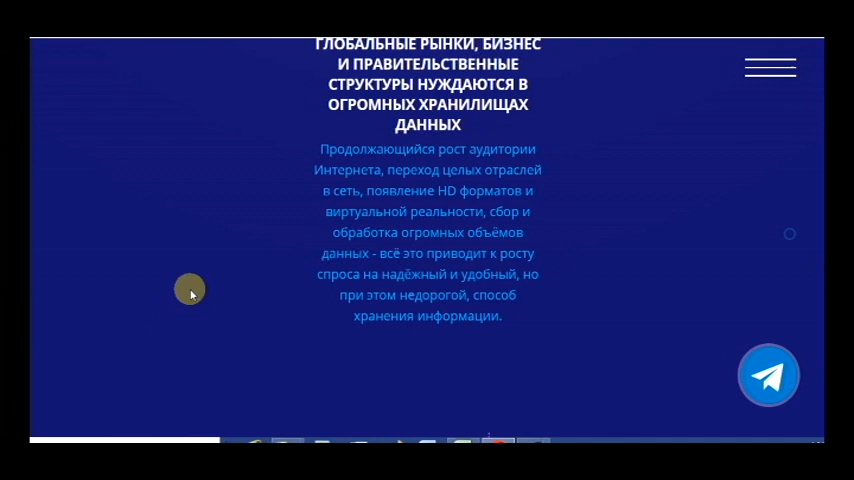 ГЛОБАЛЬНЫЕ РЫНКИ, БИЗНЕС
И ПРАВИТЕЛЬСТВЕННЫЕ
СТРУКТУРЫ НУЖДАЮТСЯ В
ОГРОМНЫХ ХРАНИЛИЩАХ
ДАННЫХ
Продолжающийся рост аудитории
Интернета, переход целых отраслей
в сеть, появление HD форматов и
виртуальной реальности, сбор и
обработка огромных объёмов
данных - всё это приводит к росту
спроса на надёжный и удобный, но
при этом недорогой, способ
хранения информации.